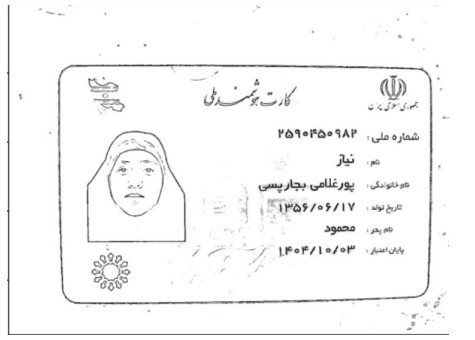 جمهوری اسلامی ایران
کارت هوشمند ملی
شماره ملی: ۲۵۹۰۴۵۰۹۸۲
نام: نیاز
نام خانوادگی: پورغلامی بجارپسی
تاریخ تولد: ۱۳۵۶/۰۶/۱۷
نام پدر: محمود
پایان اعتبار: ۱۴۰۴/۱۰/۰۳